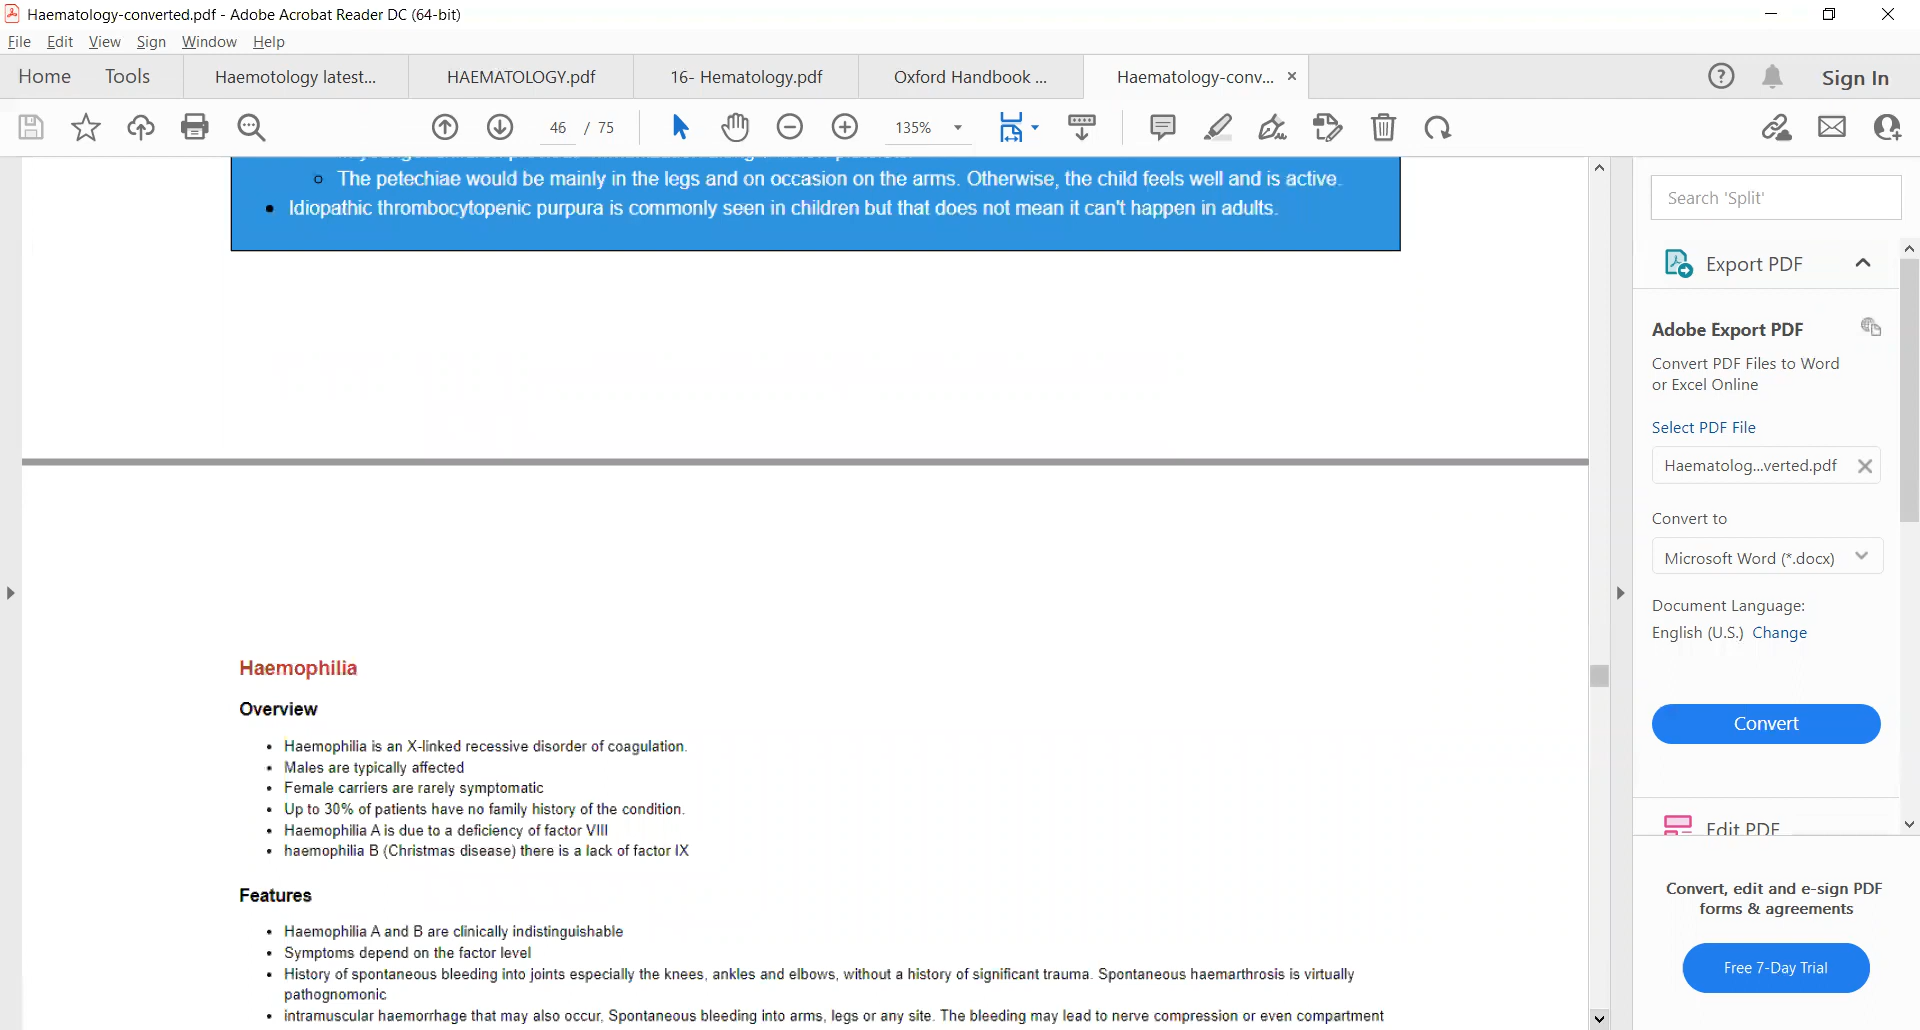 Haematology-converted.pdf - Adobe Acrobat Reader DC (64-bit)
File Edit View Sign Window Help
Home Tools Haemotology latest... HAEMATOLOGY.pdf 16- Hematology.pdf Oxford Handbook ... Haematology-conv... × Sign In
46 / 75 135%
The petechiae would be mainly in the legs and on occasion on the arms. Otherwise, the child feels well and is active.
Idiopathic thrombocytopenic purpura is commonly seen in children but that does not mean it can't happen in adults.
Haemophilia
Overview
• Haemophilia is an X-linked recessive disorder of coagulation.
• Males are typically affected
• Female carriers are rarely symptomatic
• Up to 30% of patients have no family history of the condition.
• Haemophilia A is due to a deficiency of factor VIII
• haemophilia B (Christmas disease) there is a lack of factor IX
Features
• Haemophilia A and B are clinically indistinguishable
• Symptoms depend on the factor level
• History of spontaneous bleeding into joints especially the knees, ankles and elbows, without a history of significant trauma. Spontaneous haemarthrosis is virtually
pathognomonic
• intramuscular haemorrhage that may also occur, Spontaneous bleeding into arms, legs or any site. The bleeding may lead to nerve compression or even compartment
Search 'Split'
Export PDF
Adobe Export PDF
Convert PDF Files to Word
or Excel Online
Select PDF File
Haematolog...verted.pdf
Convert to
Microsoft Word (*.docx)
Document Language:
English (U.S.) Change
Convert
Edit PDF
Convert, edit and e-sign PDF
forms & agreements
Free 7-Day Trial